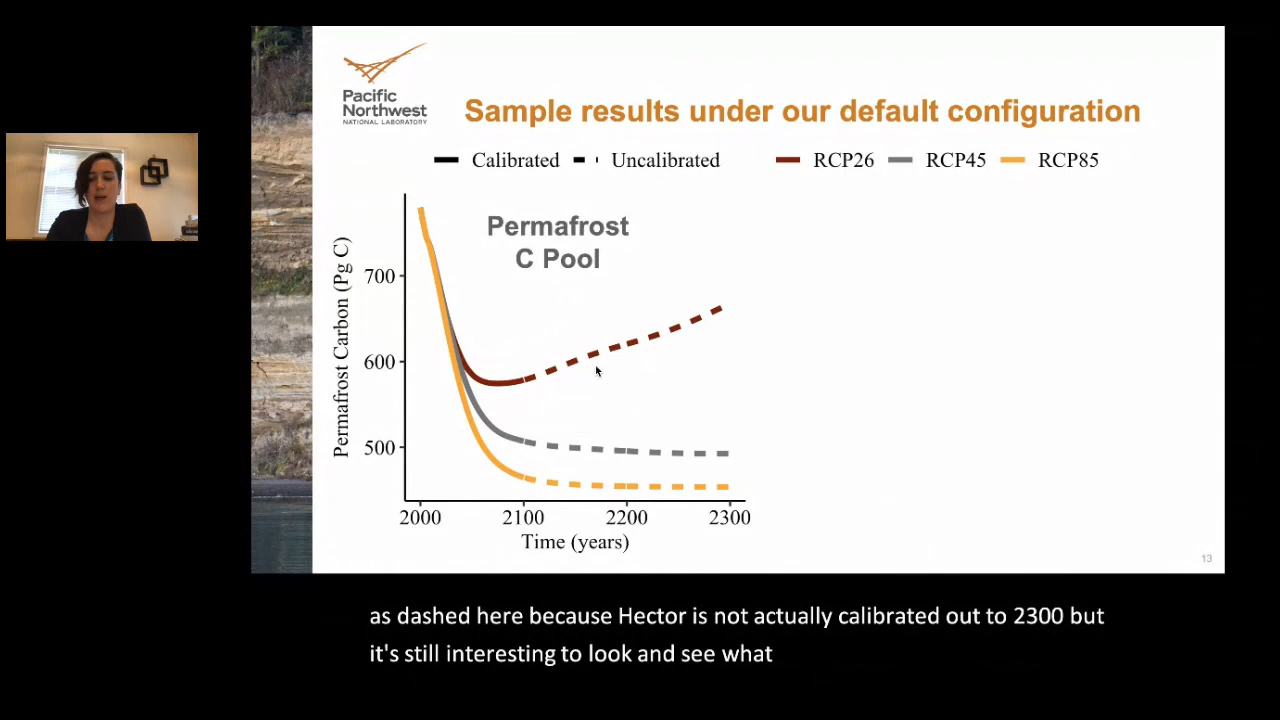 Pacific
Northwest
NATIONAL LABORATORY
Sample results under our default configuration
Calibrated Uncalibrated RCP26 RCP45 RCP85
Permafrost
C Pool
Permafrost Carbon (Pg C)
700
600
500
2000 2100 2200 2300
Time (years)
13
as dashed here because Hector is not actually calibrated out to 2300 but
it's still interesting to look and see what